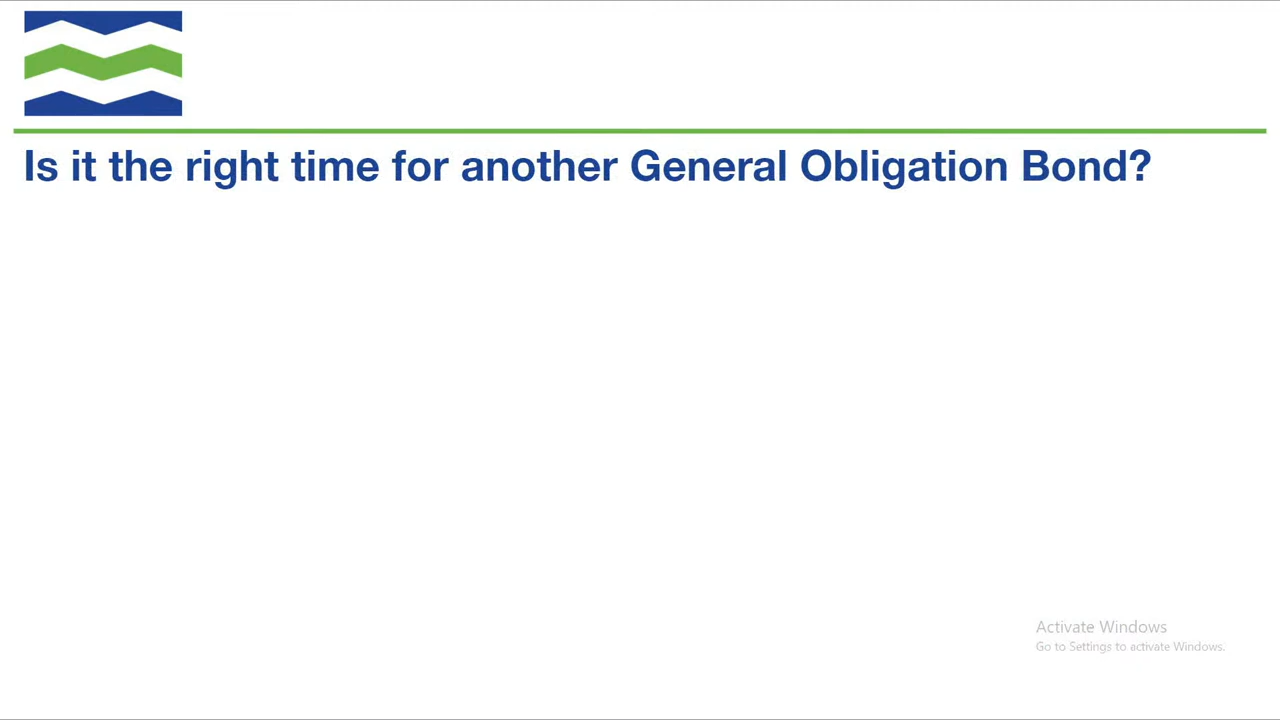 Is it the right time for another General Obligation Bond?
Activate Windows
Go to Settings to activate Windows.